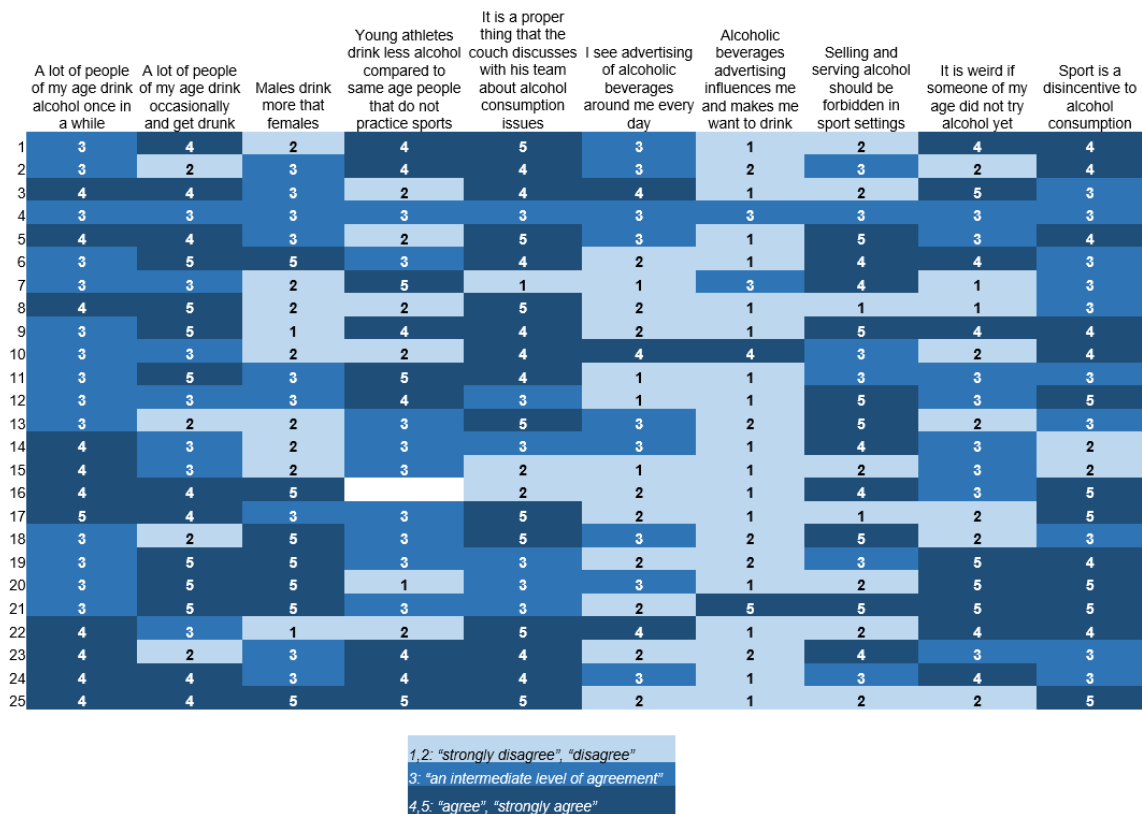 A lot of people of my age drink alcohol once in a while
A lot of people of my age drink occasionally and get drunk
Males drink more that females
Young athletes drink less alcohol compared to same age people that do not practice sports
It is a proper thing that the couch discusses with his team about alcohol consumption issues
I see advertising of alcoholic beverages around me every day
Alcoholic beverages advertising influences me and makes me want to drink
Selling and serving alcohol should be forbidden in sport settings
It is weird if someone of my age did not try alcohol yet
Sport is a disincentive to alcohol consumption
1 3 4 2 4 5 3 1 2 4 4
2 3 2 3 4 4 3 2 3 2 4
3 4 4 3 2 4 4 1 2 5 3
4 3 3 3 3 3 3 3 3 3 3
5 4 4 3 2 5 3 1 5 3 4
6 3 5 5 3 4 2 1 4 4 3
7 3 3 2 5 1 1 3 4 1 3
8 4 5 2 2 5 2 1 1 1 3
9 3 5 1 4 4 2 1 5 4 4
10 3 3 2 2 4 4 4 3 2 4
11 3 5 3 5 4 1 1 3 3 3
12 3 3 3 4 3 1 1 5 3 5
13 3 2 2 3 5 3 2 5 2 3
14 4 3 2 3 3 3 1 4 3 2
15 4 3 2 3 2 1 1 2 3 2
16 4 4 5 2 2 1 4 3 5
17 5 4 3 3 5 2 1 1 2 5
18 3 2 5 3 5 3 2 5 2 3
19 3 5 5 3 3 2 2 3 5 4
20 3 5 5 1 3 3 1 2 5 5
21 3 5 5 3 3 2 5 5 5 5
22 4 3 1 2 5 4 1 2 4 4
23 4 2 3 4 4 2 2 4 3 3
24 4 4 3 4 4 3 1 3 4 3
25 4 4 5 5 5 2 1 2 2 5
1,2: “strongly disagree”, “disagree”
3: “an intermediate level of agreement”
4,5: “agree”, “strongly agree”